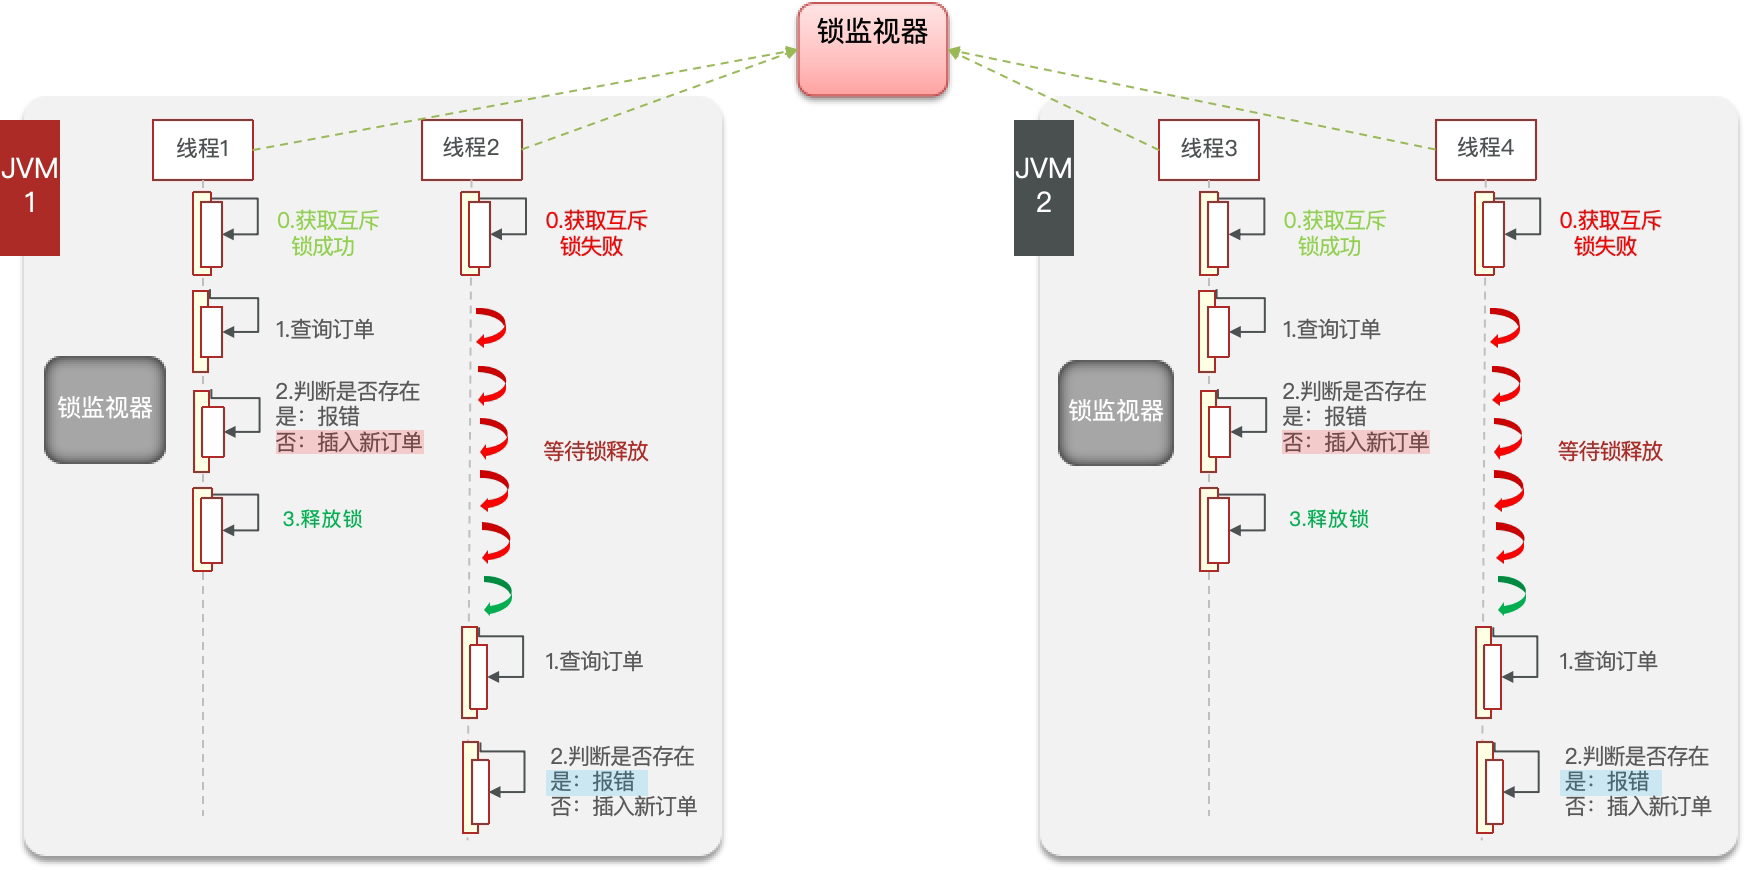 锁监视器
JVM
1
线程1
线程2
0.获取互斥
锁成功
0.获取互斥
锁失败
1.查询订单
锁监视器
2.判断是否存在
是：报错
否：插入新订单
等待锁释放
3.释放锁
1.查询订单
2.判断是否存在
是：报错
否：插入新订单
JVM
2
线程3
线程4
0.获取互斥
锁成功
0.获取互斥
锁失败
1.查询订单
锁监视器
2.判断是否存在
是：报错
否：插入新订单
等待锁释放
3.释放锁
1.查询订单
2.判断是否存在
是：报错
否：插入新订单